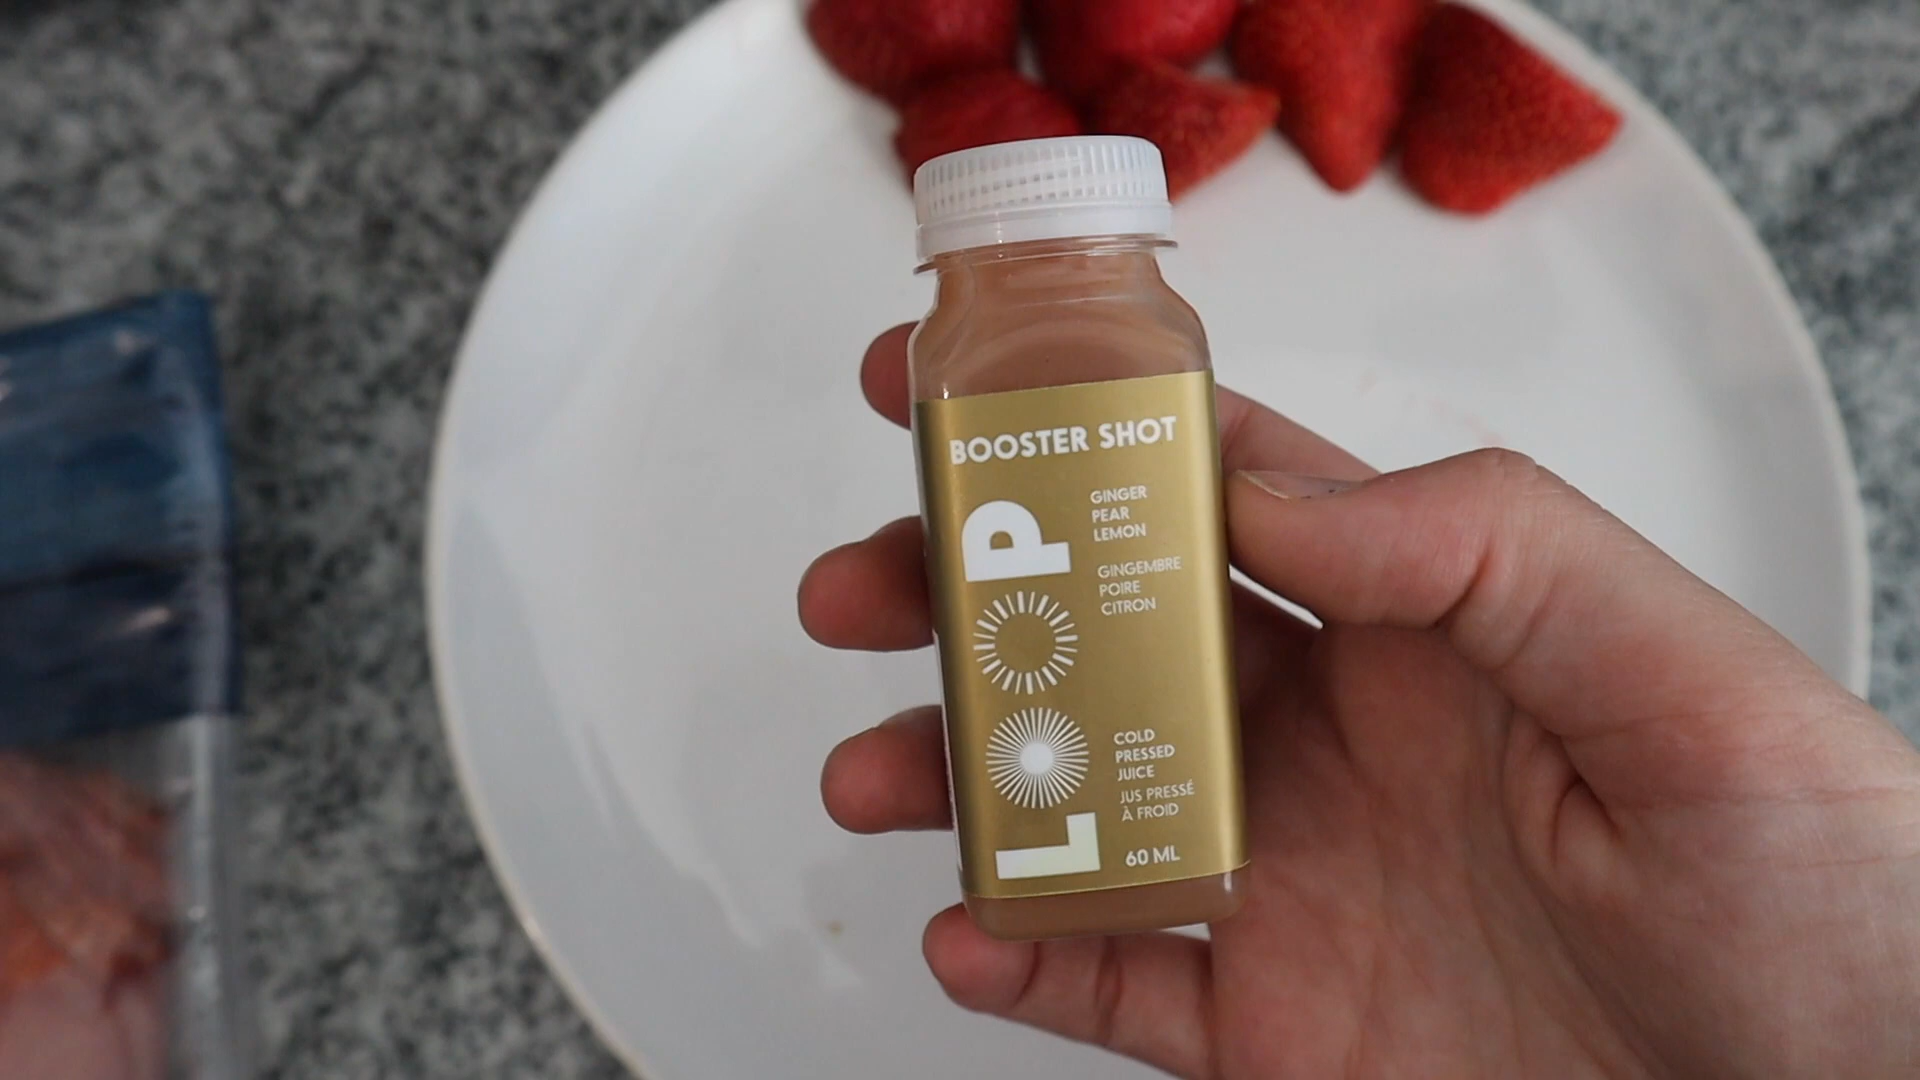 BOOSTER SHOT
LOOP
GINGER
PEAR
LEMON
GINGEMBRE
POIRE
CITRON
COLD
PRESSED
JUICE
JUS PRESSÉ
À FROID
60 ML